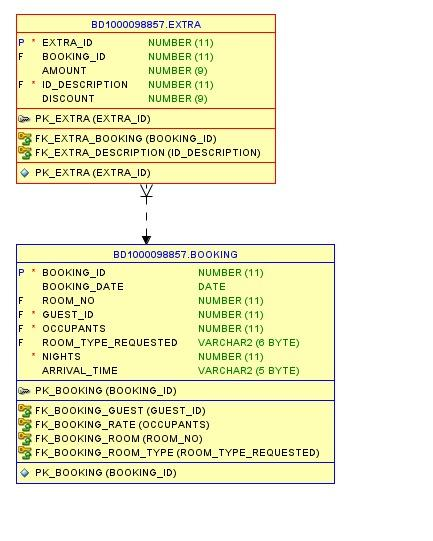 BD1000098857.EXTRA
P * EXTRA_ID NUMBER (11)
F BOOKING_ID NUMBER (11)
AMOUNT NUMBER (9)
F * ID_DESCRIPTION NUMBER (11)
DISCOUNT NUMBER (9)
PK_EXTRA (EXTRA_ID)
FK_EXTRA_BOOKING (BOOKING_ID)
FK_EXTRA_DESCRIPTION (ID_DESCRIPTION)
PK_EXTRA (EXTRA_ID)
BD1000098857.BOOKING
P * BOOKING_ID NUMBER (11)
BOOKING_DATE DATE
F ROOM_NO NUMBER (11)
F * GUEST_ID NUMBER (11)
F * OCCUPANTS NUMBER (11)
F ROOM_TYPE_REQUESTED VARCHAR2 (6 BYTE)
* NIGHTS NUMBER (11)
ARRIVAL_TIME VARCHAR2 (5 BYTE)
PK_BOOKING (BOOKING_ID)
FK_BOOKING_GUEST (GUEST_ID)
FK_BOOKING_RATE (OCCUPANTS)
FK_BOOKING_ROOM (ROOM_NO)
FK_BOOKING_ROOM_TYPE (ROOM_TYPE_REQUESTED)
PK_BOOKING (BOOKING_ID)